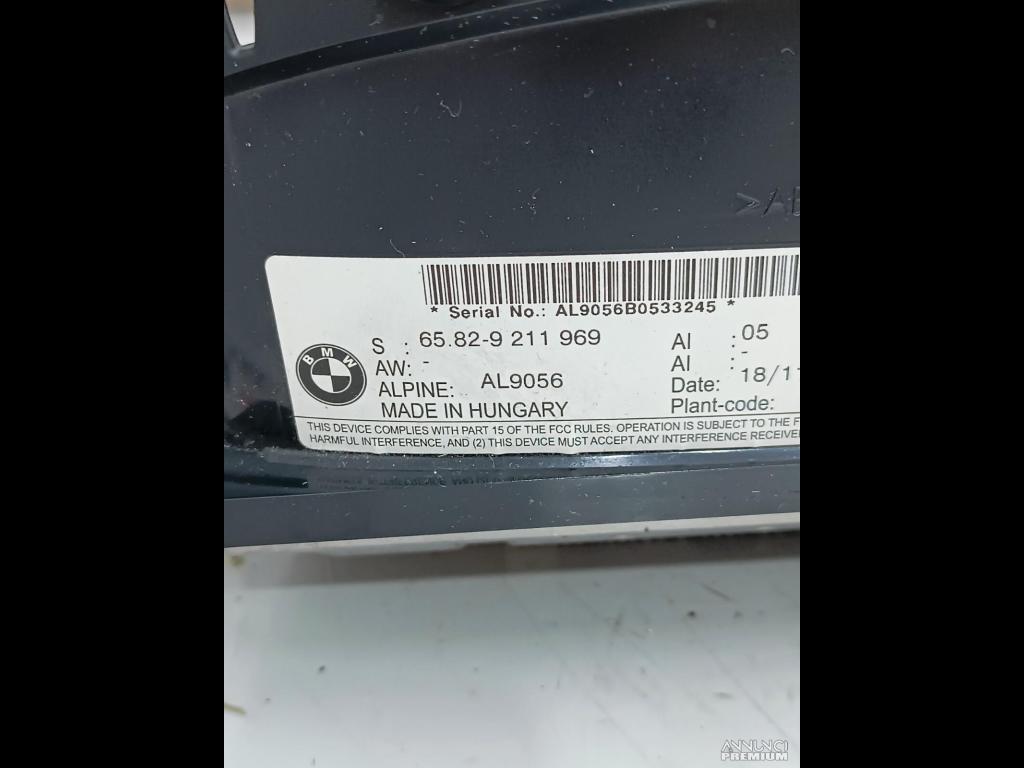 >AB
* Serial No.: AL9056B0533245 *
S : 65.82-9 211 969
AI : 05
AW: -
AI : -
ALPINE: AL9056
Date: 18/11
MADE IN HUNGARY
Plant-code:
THIS DEVICE COMPLIES WITH PART 15 OF THE FCC RULES. OPERATION IS SUBJECT TO THE F
HARMFUL INTERFERENCE, AND (2) THIS DEVICE MUST ACCEPT ANY INTERFERENCE RECEIVE
BMW
ANNUNCI
PREMIUM